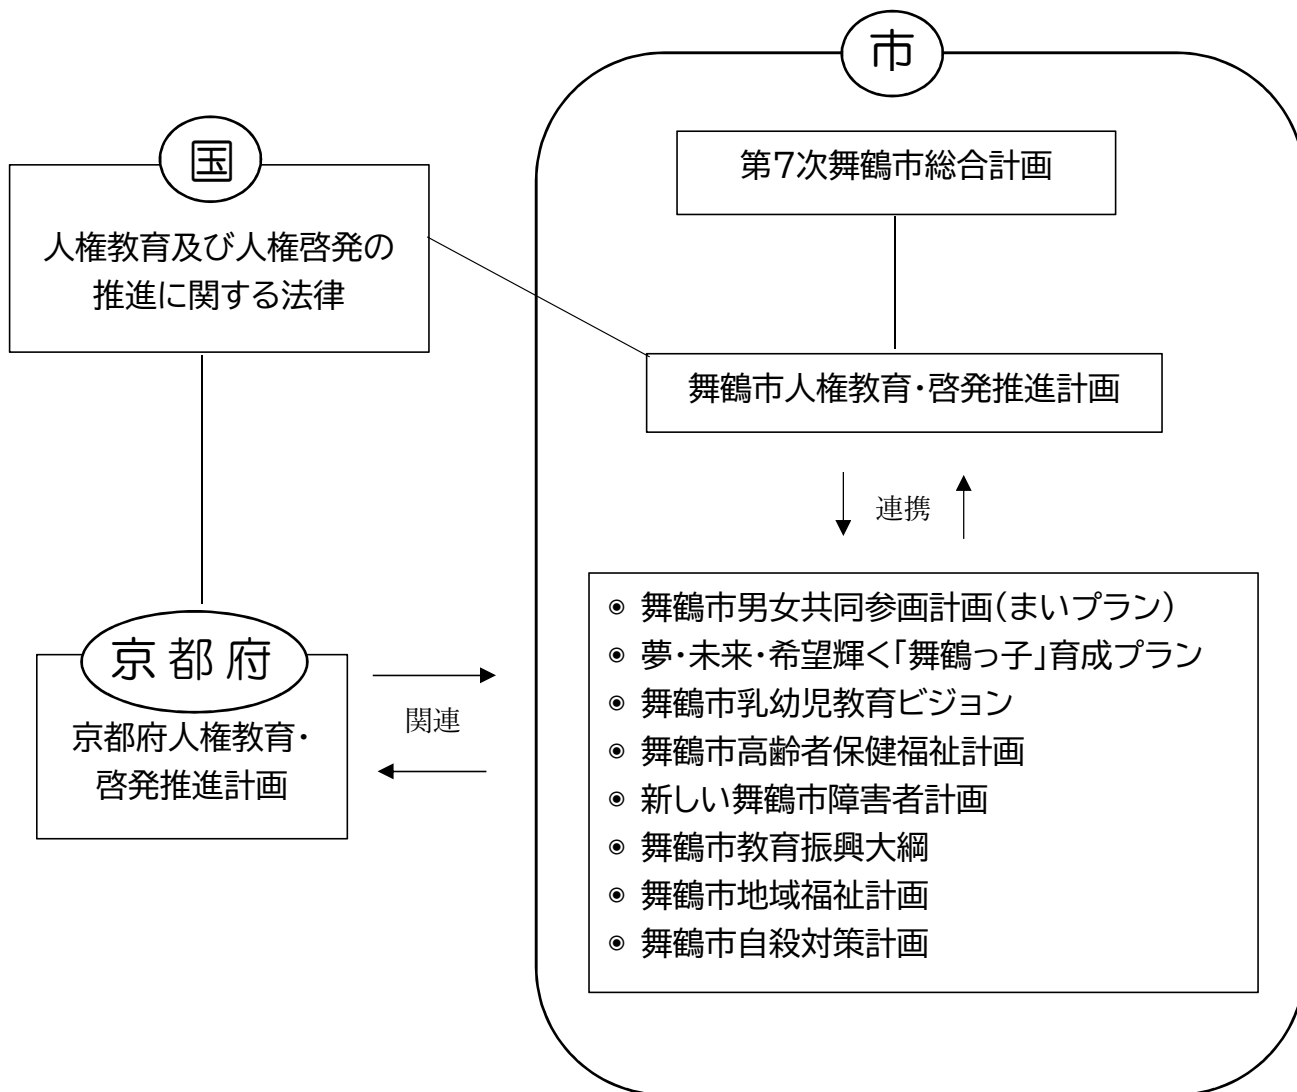 市
第7次舞鶴市総合計画
国
人権教育及び人権啓発の
推進に関する法律
舞鶴市人権教育・啓発推進計画
連携
京都府
京都府人権教育・
啓発推進計画
関連
◉ 舞鶴市男女共同参画計画(まいプラン)
◉ 夢・未来・希望輝く「舞鶴っ子」育成プラン
◉ 舞鶴市乳幼児教育ビジョン
◉ 舞鶴市高齢者保健福祉計画
◉ 新しい舞鶴市障害者計画
◉ 舞鶴市教育振興大綱
◉ 舞鶴市地域福祉計画
◉ 舞鶴市自殺対策計画